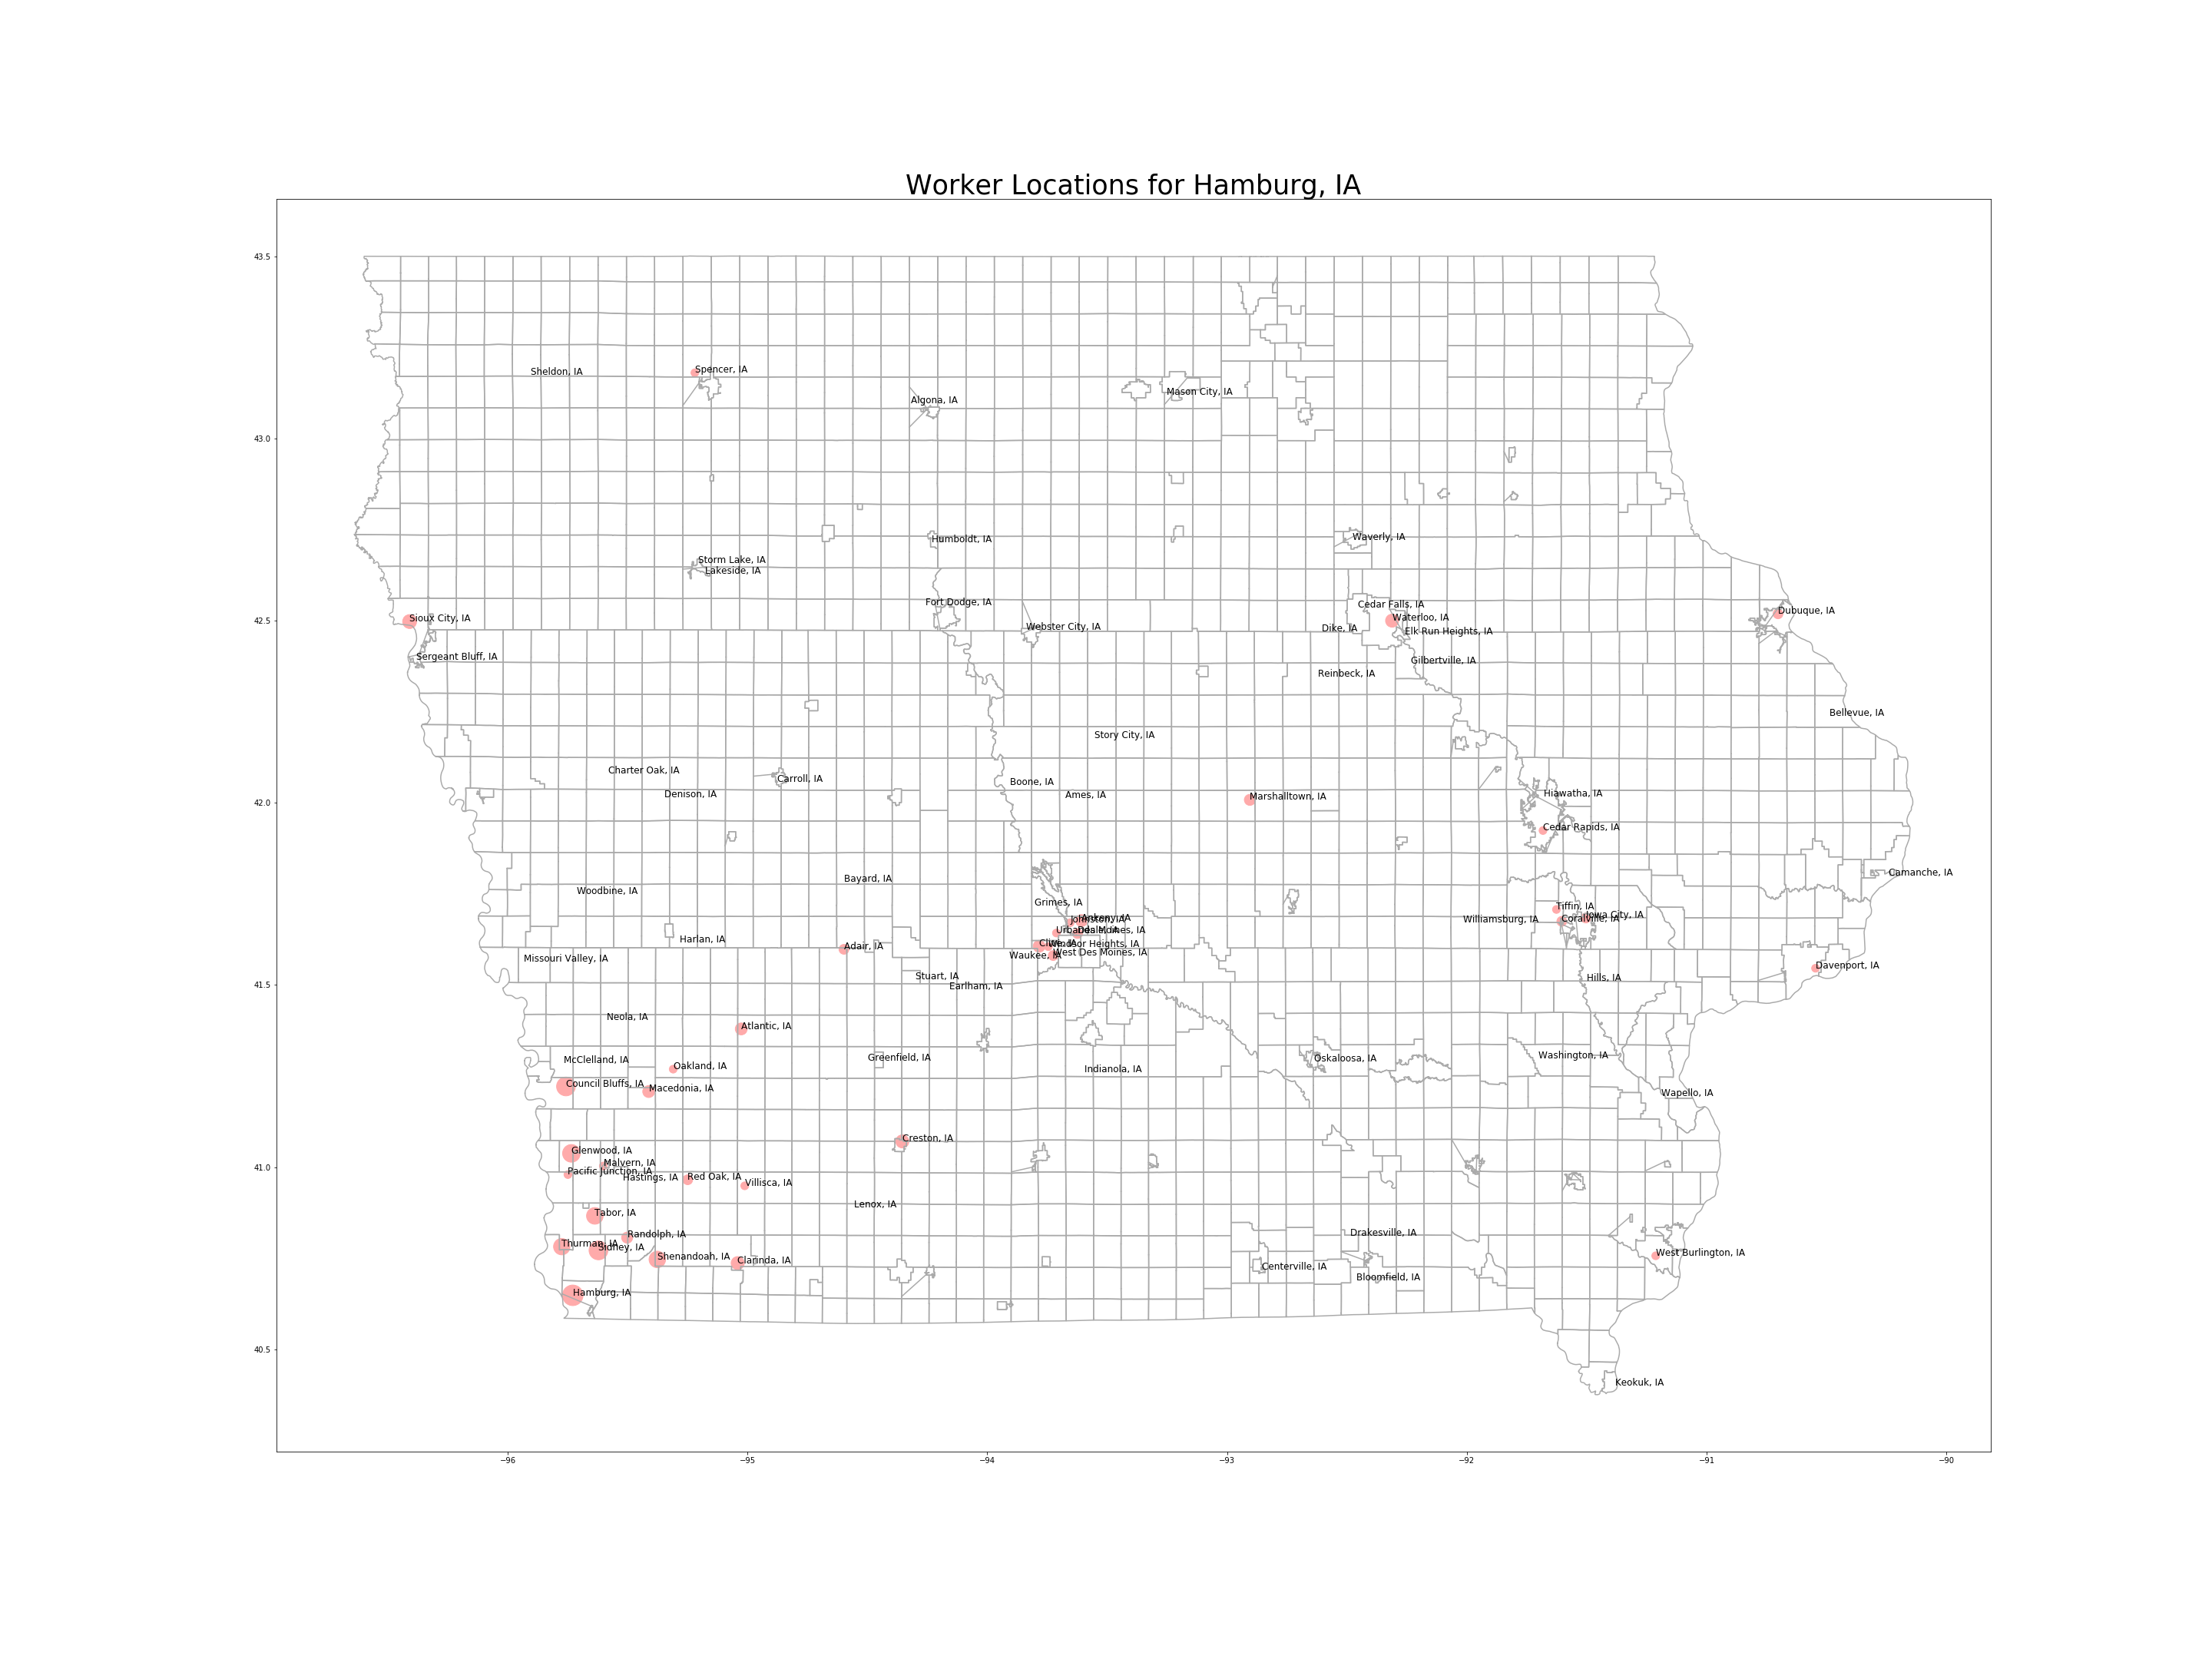 Worker Locations for Hamburg, IA
43.5
Sheldon, IA
Spencer, IA
Algona, IA
Mason City, IA
43.0
Humboldt, IA
Waverly, IA
Storm Lake, IA
Lakeside, IA
Fort Dodge, IA
Cedar Falls, IA
Dubuque, IA
42.5
Sioux City, IA
Webster City, IA
Dike, IA
Waterloo, IA
Elk Run Heights, IA
Sergeant Bluff, IA
Gilbertville, IA
Reinbeck, IA
Bellevue, IA
Story City, IA
Charter Oak, IA
Carroll, IA
Boone, IA
Denison, IA
Ames, IA
Marshalltown, IA
Hiawatha, IA
42.0
Cedar Rapids, IA
Bayard, IA
Camanche, IA
Woodbine, IA
Grimes, IA
Tiffin, IA
Johnston, IA
Ankeny, IA
Williamsburg, IA
Coralville, IA
Iowa City, IA
Urbandale, IA
Des Moines, IA
Harlan, IA
Adair, IA
Clive, IA
Windsor Heights, IA
Waukee, IA
West Des Moines, IA
Missouri Valley, IA
Davenport, IA
Stuart, IA
Earlham, IA
Hills, IA
41.5
Neola, IA
Atlantic, IA
McClelland, IA
Oakland, IA
Greenfield, IA
Indianola, IA
Oskaloosa, IA
Washington, IA
Council Bluffs, IA
Macedonia, IA
Wapello, IA
Creston, IA
Glenwood, IA
41.0
Malvern, IA
Pacific Junction, IA
Hastings, IA
Red Oak, IA
Villisca, IA
Lenox, IA
Tabor, IA
Randolph, IA
Drakesville, IA
Thurman, IA
Sidney, IA
Shenandoah, IA
Clarinda, IA
Centerville, IA
Bloomfield, IA
West Burlington, IA
Hamburg, IA
40.5
Keokuk, IA
−96
−95
−94
−93
−92
−91
−90